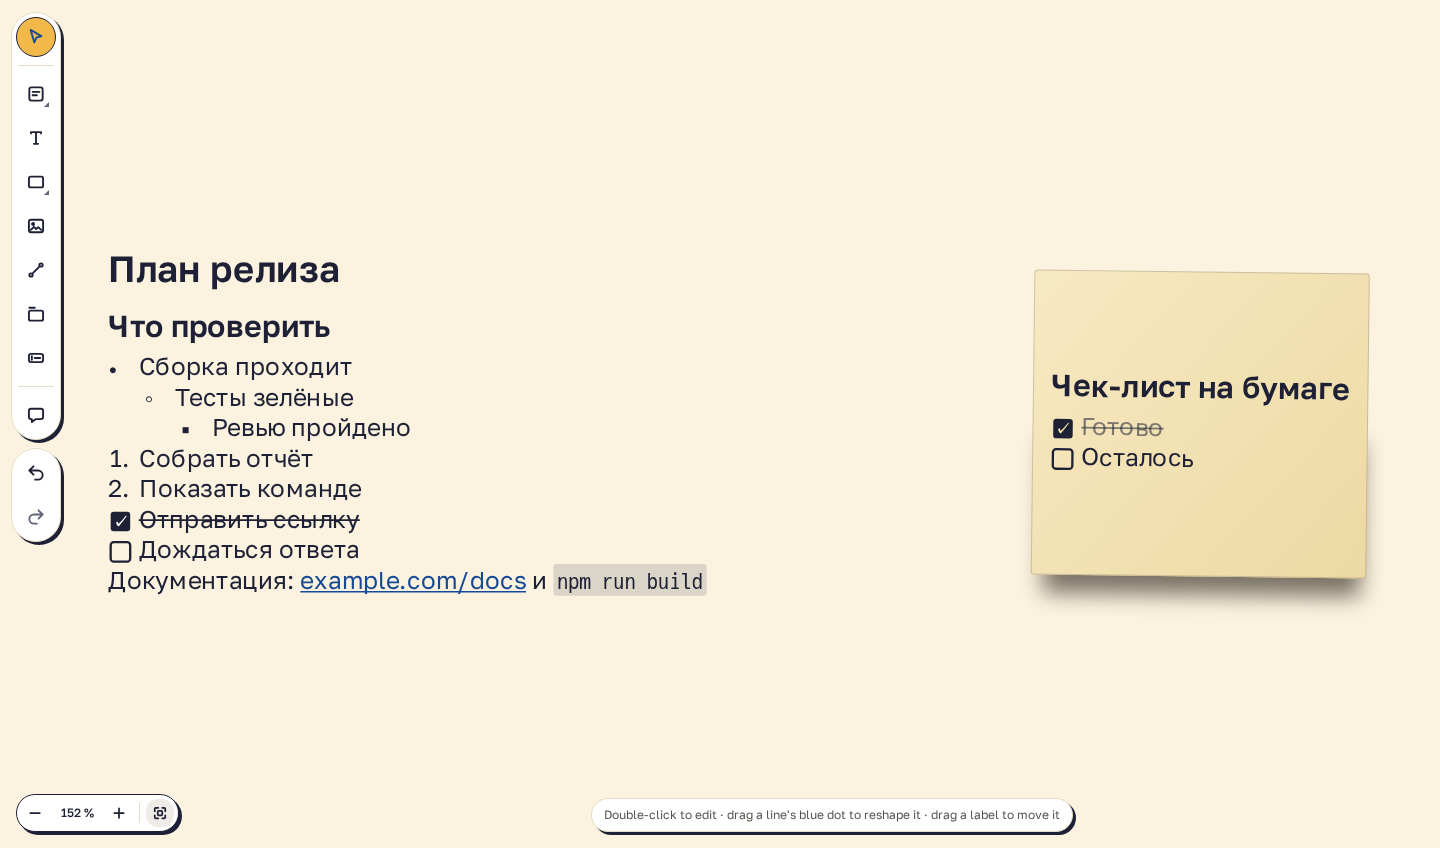 План релиза
Что проверить
• Сборка проходит
◦ Тесты зелёные
▪ Ревью пройдено
1. Собрать отчёт
2. Показать команде
Отправить ссылку
Дождаться ответа
Документация: example.com/docs и npm run build
Чек-лист на бумаге
Готово
Осталось
152 %
Double-click to edit · drag a line's blue dot to reshape it · drag a label to move it